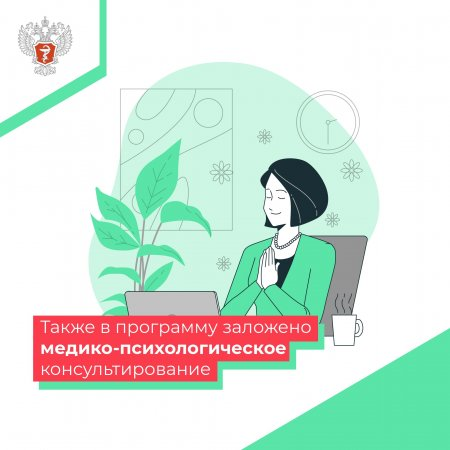 Также в программу заложено
медико-психологическое
консультирование